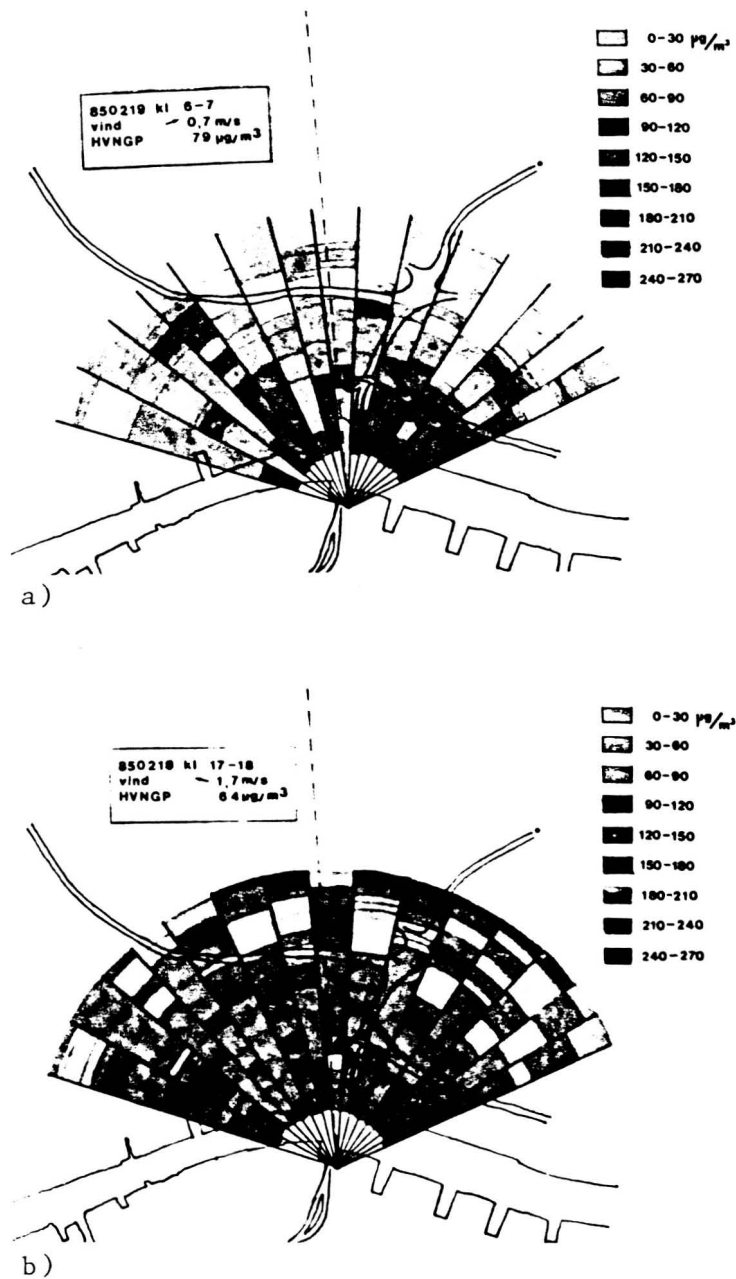 850219 kl 6-7
vind 0,7 m/s
HVNGP 79 µg/m³
0-30 µg/m³
30-60
60-90
90-120
120-150
150-180
180-210
210-240
240-270
a)
850218 kl 17-18
vind 1,7 m/s
HVNGP 64 µg/m³
0-30 µg/m³
30-60
60-90
90-120
120-150
150-180
180-210
210-240
240-270
b)